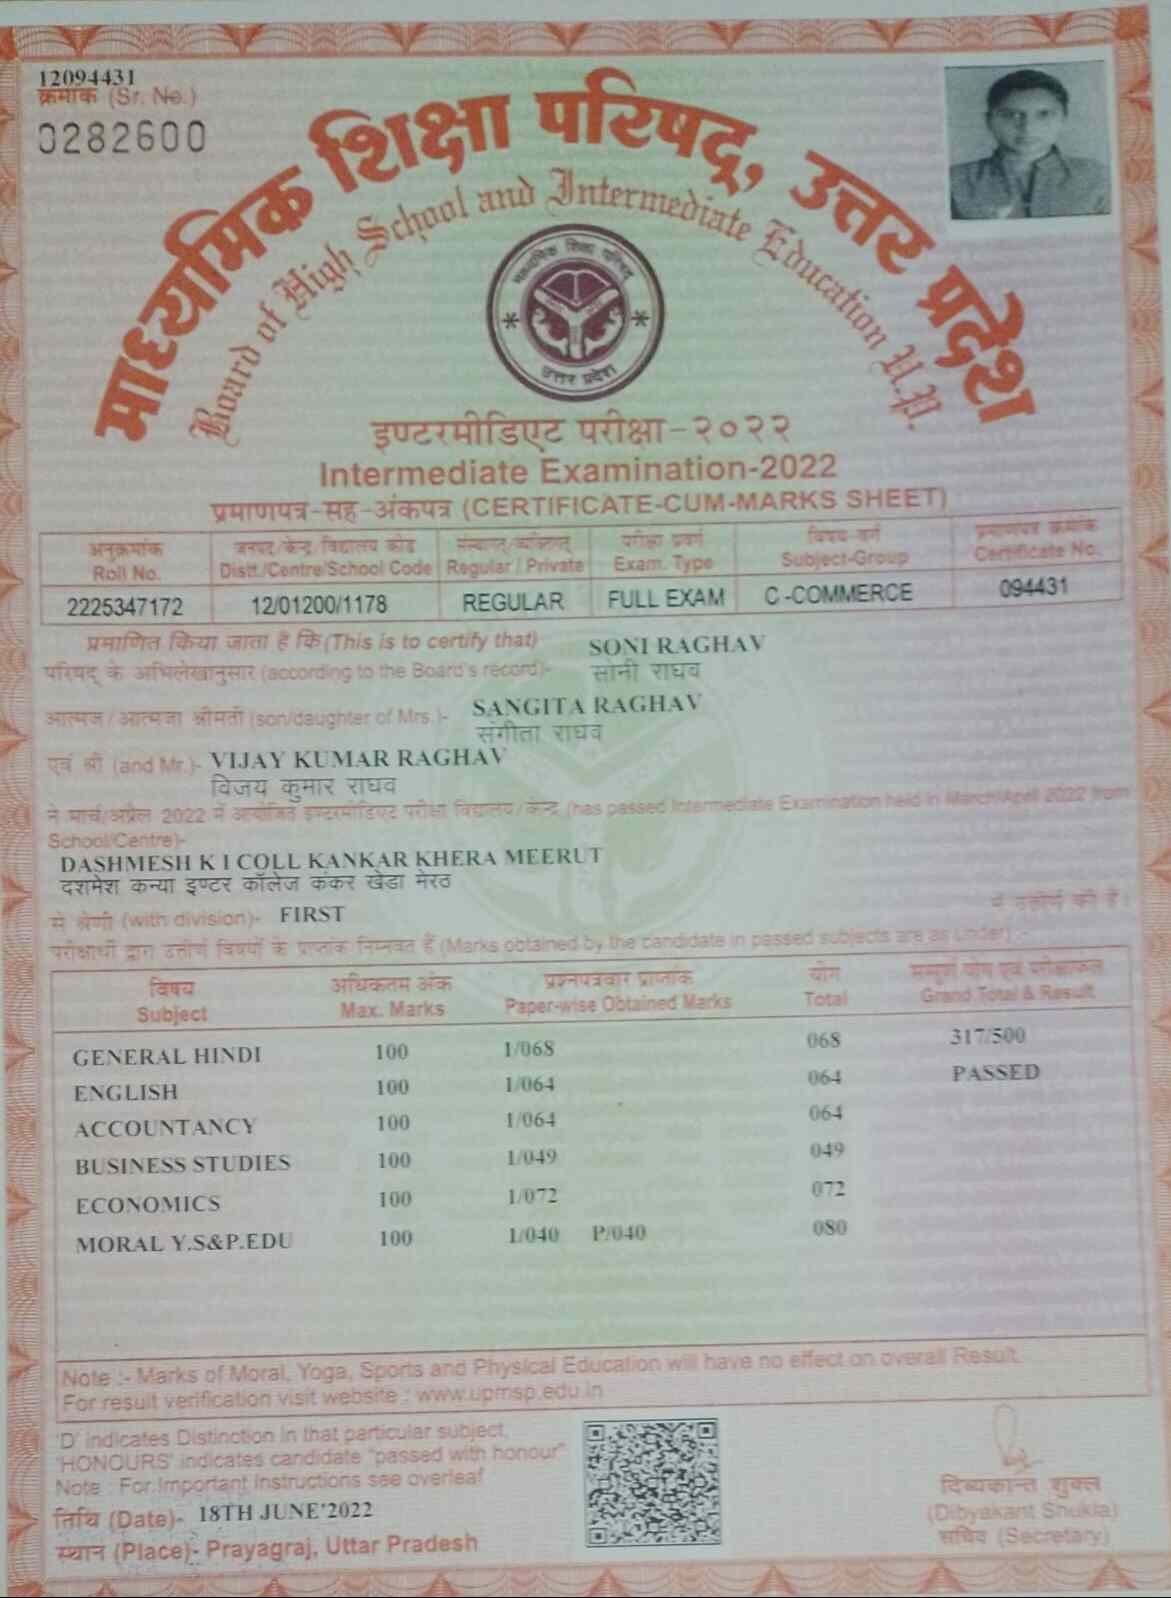 12094431
क्रमांक (Sr. No.)
0282600
माध्यमिक शिक्षा परिषद्, उत्तर प्रदेश
Board of High School and Intermediate Education U.P.
माध्यमिक शिक्षा परिषद्
उत्तर प्रदेश
इण्टरमीडिएट परीक्षा-२०२२
Intermediate Examination-2022
प्रमाणपत्र-सह-अंकपत्र (CERTIFICATE-CUM-MARKS SHEET)
अनुक्रमांक जनपद/केन्द्र/विद्यालय कोड संस्थागत/व्यक्तिगत परीक्षा प्रवर्ग विषय-वर्ग प्रमाणपत्र क्रमांक
Roll No. Distt./Centre/School Code Regular / Private Exam. Type Subject-Group Certificate No.
2225347172 12/01200/1178 REGULAR FULL EXAM C -COMMERCE 094431
प्रमाणित किया जाता है कि (This is to certify that) SONI RAGHAV
परिषद् के अभिलेखानुसार (according to the Board's record)- सोनी राघव
आत्मज / आत्मजा श्रीमती (son/daughter of Mrs.)- SANGITA RAGHAV
संगीता राघव
एवं श्री (and Mr.)- VIJAY KUMAR RAGHAV
विजय कुमार राघव
ने मार्च/अप्रैल 2022 में आयोजित इण्टरमीडिएट परीक्षा विद्यालय/केन्द्र (has passed Intermediate Examination held in March/April 2022 from
School/Centre)-
DASHMESH K I COLL KANKAR KHERA MEERUT
दशमेश कन्या इण्टर कॉलेज कंकर खेडा मेरठ
से श्रेणी (with division)- FIRST में उत्तीर्ण की है।
परीक्षार्थी द्वारा उत्तीर्ण विषयों के प्राप्तांक निम्नवत हैं (Marks obtained by the candidate in passed subjects are as under) :-
विषय अधिकतम अंक प्रश्नपत्रवार प्राप्तांक योग सम्पूर्ण योग एवं परीक्षाफल
Subject Max. Marks Paper-wise Obtained Marks Total Grand Total & Result
GENERAL HINDI 100 1/068 068 317/500
ENGLISH 100 1/064 064 PASSED
ACCOUNTANCY 100 1/064 064
BUSINESS STUDIES 100 1/049 049
ECONOMICS 100 1/072 072
MORAL Y.S&P.EDU 100 1/040 P/040 080
Note :- Marks of Moral, Yoga, Sports and Physical Education will have no effect on overall Result.
For result verification visit website : www.upmsp.edu.in
'D' indicates Distinction in that particular subject,
'HONOURS' indicates candidate "passed with honour"
Note : For Important Instructions see overleaf
तिथि (Date)- 18TH JUNE'2022
स्थान (Place)- Prayagraj, Uttar Pradesh
दिव्यकान्त शुक्ल
(Dibyakant Shukla)
सचिव (Secretary)